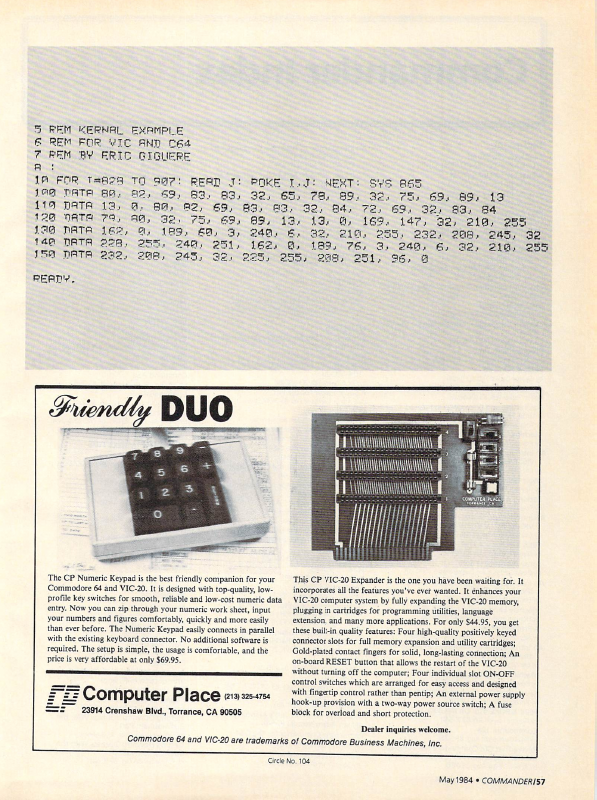 5 REM KERNAL EXAMPLE
6 REM FOR VIC AND C64
7 REM BY ERIC GIGUERE
8 :
10 FOR I=828 TO 907: READ J: POKE I,J: NEXT: SYS 865
100 DATA 80, 82, 69, 83, 83, 32, 65, 78, 89, 32, 75, 69, 89, 13
110 DATA 13, 0, 80, 82, 69, 83, 83, 32, 84, 72, 69, 32, 83, 84
120 DATA 79, 80, 32, 75, 69, 89, 13, 13, 0, 169, 147, 32, 210, 255
130 DATA 162, 0, 189, 60, 3, 240, 6, 32, 210, 255, 232, 208, 245, 32
140 DATA 228, 255, 240, 251, 162, 0, 189, 76, 3, 240, 6, 32, 210, 255
150 DATA 232, 208, 245, 32, 225, 255, 208, 251, 96, 0
READY.
Friendly DUO
7 8 9
4 5 6 +
1 2 3
0 .
COMPUTER PLACE
The CP Numeric Keypad is the best friendly companion for your
Commodore 64 and VIC-20. It is designed with top-quality, low-
profile key switches for smooth, reliable and low-cost numeric data
entry. Now you can zip through your numeric work sheet, input
your numbers and figures comfortably, quickly and more easily
than ever before. The Numeric Keypad easily connects in parallel
with the existing keyboard connector. No additional software is
required. The setup is simple, the usage is comfortable, and the
price is very affordable at only $69.95.
This CP VIC-20 Expander is the one you have been waiting for. It
incorporates all the features you've ever wanted. It enhances your
VIC-20 computer system by fully expanding the VIC-20 memory,
plugging in cartridges for programming utilities, language
extension, and many more applications. For only $44.95, you get
these built-in quality features: Four high-quality positively keyed
connector slots for full memory expansion and utility cartridges;
Gold-plated contact fingers for solid, long-lasting connection; An
on-board RESET button that allows the restart of the VIC-20
without turning off the computer; Four individual slot ON-OFF
control switches which are arranged for easy access and designed
with fingertip control rather than pentip; An external power supply
hook-up provision with a two-way power source switch; A fuse
block for overload and short protection.
Dealer inquiries welcome.
CP Computer Place (213) 325-4754
23914 Crenshaw Blvd., Torrance, CA 90505
Commodore 64 and VIC-20 are trademarks of Commodore Business Machines, Inc.
Circle No. 104
May 1984 • COMMANDER/57